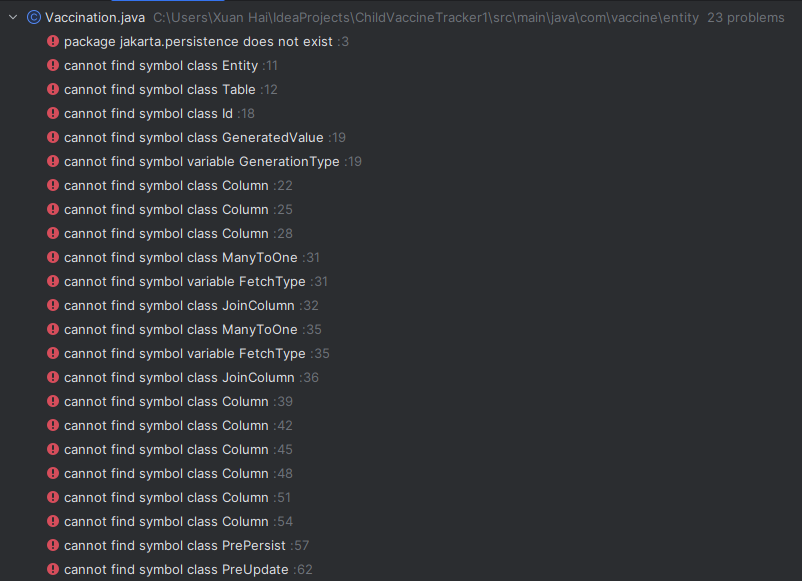 Vaccination.java C:\Users\Xuan Hai\IdeaProjects\ChildVaccineTracker1\src\main\java\com\vaccine\entity 23 problems
package jakarta.persistence does not exist :3
cannot find symbol class Entity :11
cannot find symbol class Table :12
cannot find symbol class Id :18
cannot find symbol class GeneratedValue :19
cannot find symbol variable GenerationType :19
cannot find symbol class Column :22
cannot find symbol class Column :25
cannot find symbol class Column :28
cannot find symbol class ManyToOne :31
cannot find symbol variable FetchType :31
cannot find symbol class JoinColumn :32
cannot find symbol class ManyToOne :35
cannot find symbol variable FetchType :35
cannot find symbol class JoinColumn :36
cannot find symbol class Column :39
cannot find symbol class Column :42
cannot find symbol class Column :45
cannot find symbol class Column :48
cannot find symbol class Column :51
cannot find symbol class Column :54
cannot find symbol class PrePersist :57
cannot find symbol class PreUpdate :62